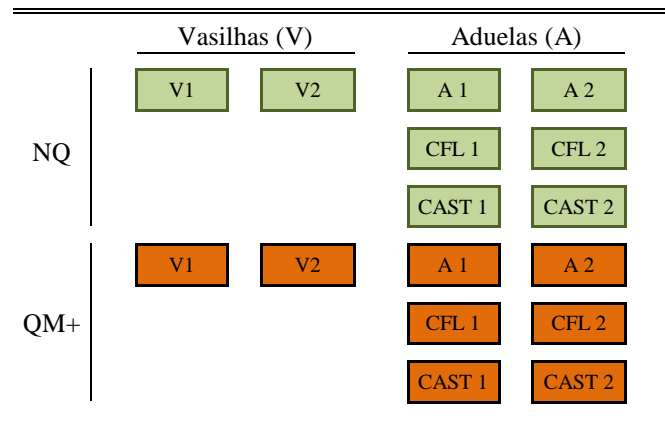 Vasilhas (V) Aduelas (A)
V1 V2 A 1 A 2
NQ CFL 1 CFL 2
CAST 1 CAST 2
V1 V2 A 1 A 2
QM+ CFL 1 CFL 2
CAST 1 CAST 2